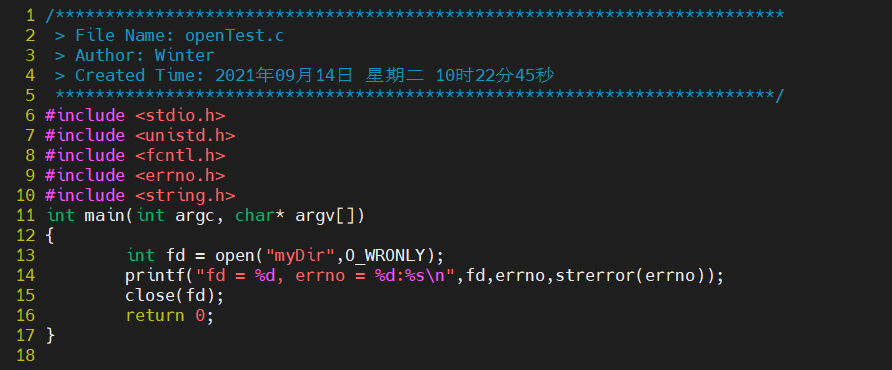 1 /*************************************************************************
2  > File Name: openTest.c
3  > Author: Winter
4  > Created Time: 2021年09月14日 星期二 10时22分45秒
5  ************************************************************************/
6 #include <stdio.h>
7 #include <unistd.h>
8 #include <fcntl.h>
9 #include <errno.h>
10 #include <string.h>
11 int main(int argc, char* argv[])
12 {
13         int fd = open("myDir",O_WRONLY);
14         printf("fd = %d, errno = %d:%s\n",fd,errno,strerror(errno));
15         close(fd);
16         return 0;
17 }
18